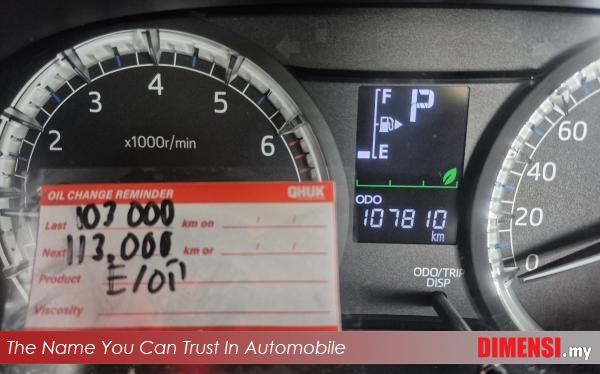 2 3 4 5 6
x1000r/min
F
P
E
ODO
107810
km
60
40
20
0
ODO/TRIP
DISP
OIL CHANGE REMINDER QHUK
Last 103 000 km on / /
Next 113.000 km or / /
Product E/OP
Viscosity
The Name You Can Trust In Automobile
DIMENSI.my